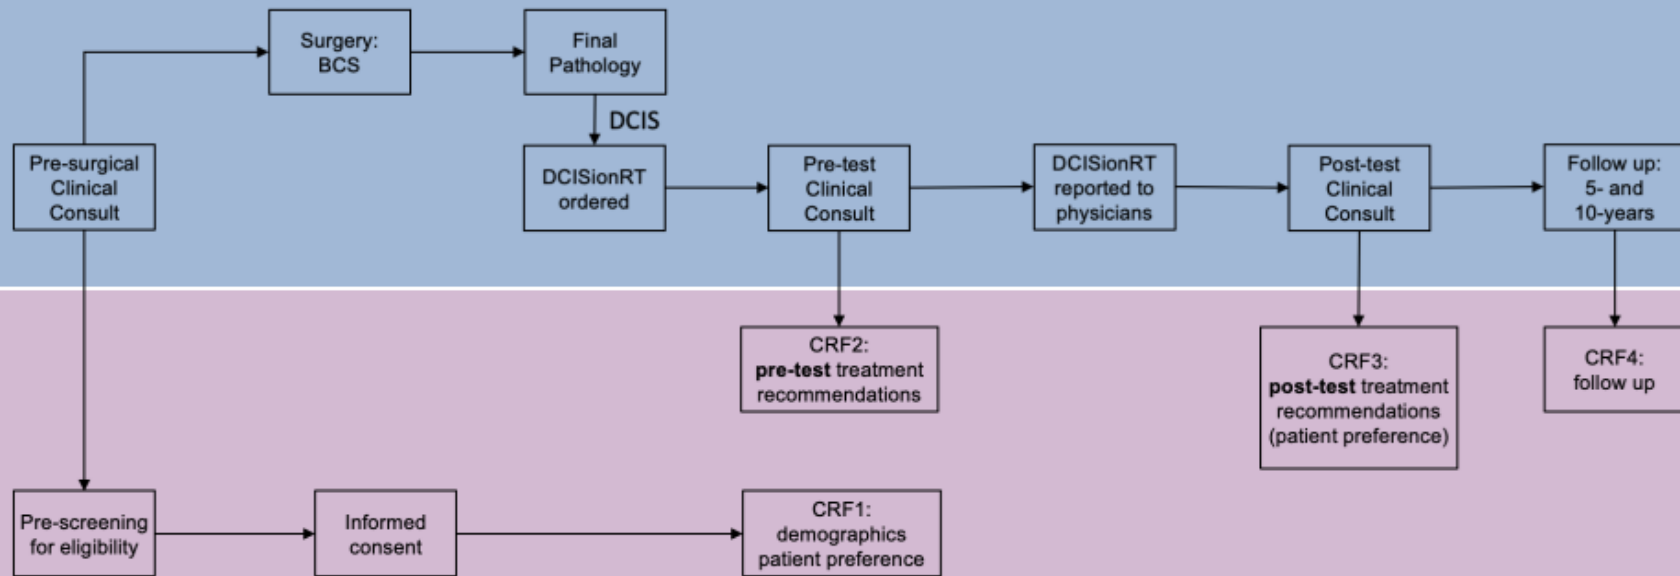 Surgery:
BCS
Final
Pathology
DCIS
Pre-surgical
Clinical
Consult
DCISionRT
ordered
Pre-test
Clinical
Consult
DCISionRT
reported to
physicians
Post-test
Clinical
Consult
Follow up:
5- and
10-years
CRF2:
pre-test treatment
recommendations
CRF3:
post-test treatment
recommendations
(patient preference)
CRF4:
follow up
Pre-screening
for eligibility
Informed
consent
CRF1:
demographics
patient preference